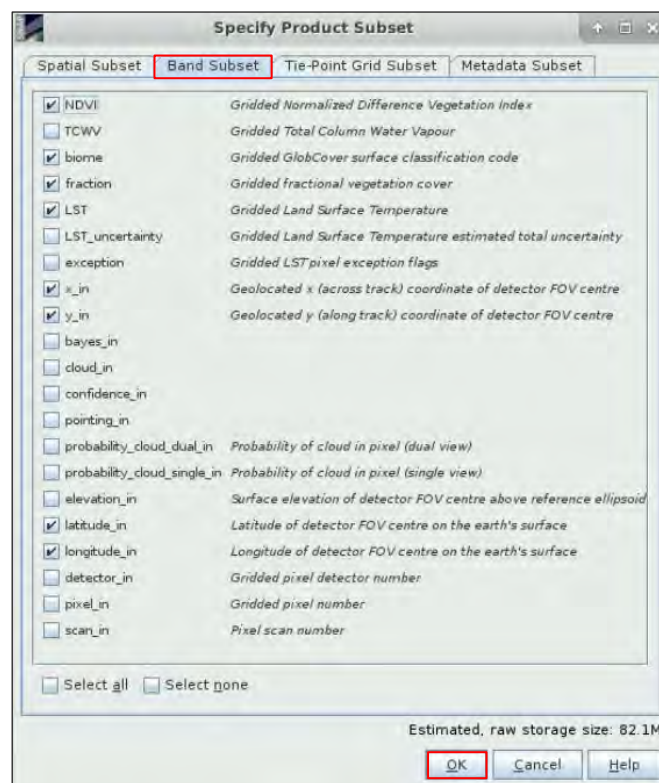 Specify Product Subset
Spatial Subset Band Subset Tie-Point Grid Subset Metadata Subset
NDVI Gridded Normalized Difference Vegetation Index
TCWV Gridded Total Column Water Vapour
biome Gridded GlobCover surface classification code
fraction Gridded fractional vegetation cover
LST Gridded Land Surface Temperature
LST_uncertainty Gridded Land Surface Temperature estimated total uncertainty
exception Gridded LST pixel exception flags
x_in Geolocated x (across track) coordinate of detector FOV centre
y_in Geolocated y (along track) coordinate of detector FOV centre
bayes_in
cloud_in
confidence_in
pointing_in
probability_cloud_dual_in Probability of cloud in pixel (dual view)
probability_cloud_single_in Probability of cloud in pixel (single view)
elevation_in Surface elevation of detector FOV centre above reference ellipsoid
latitude_in Latitude of detector FOV centre on the earth's surface
longitude_in Longitude of detector FOV centre on the earth's surface
detector_in Gridded pixel detector number
pixel_in Gridded pixel number
scan_in Pixel scan number
Select all Select none
Estimated, raw storage size: 82.1M
OK Cancel Help